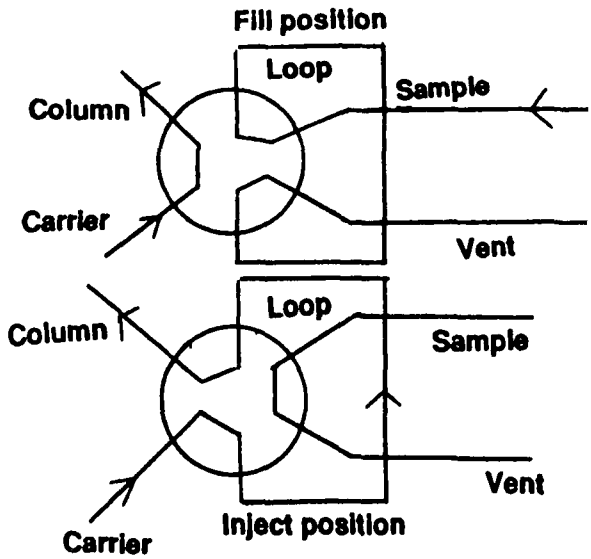 Fill position
Loop
Sample
Column
Carrier
Vent
Loop
Column
Sample
Vent
Inject position
Carrier